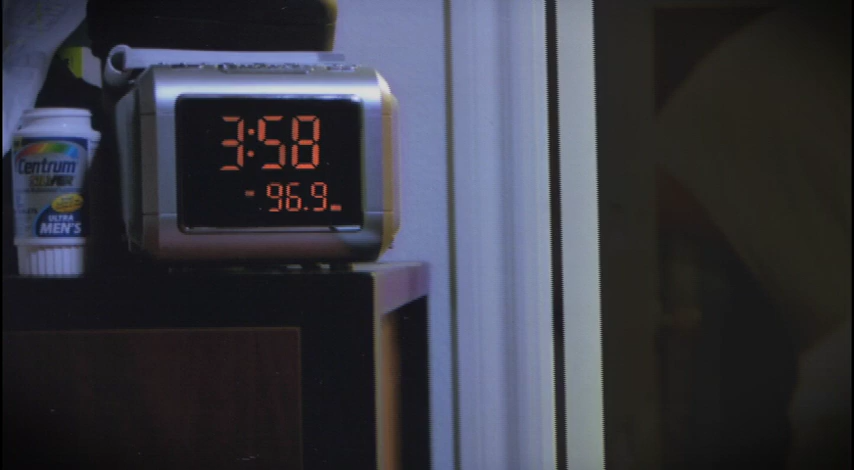 3:58
96.9
Centrum
ULTRA
MEN'S